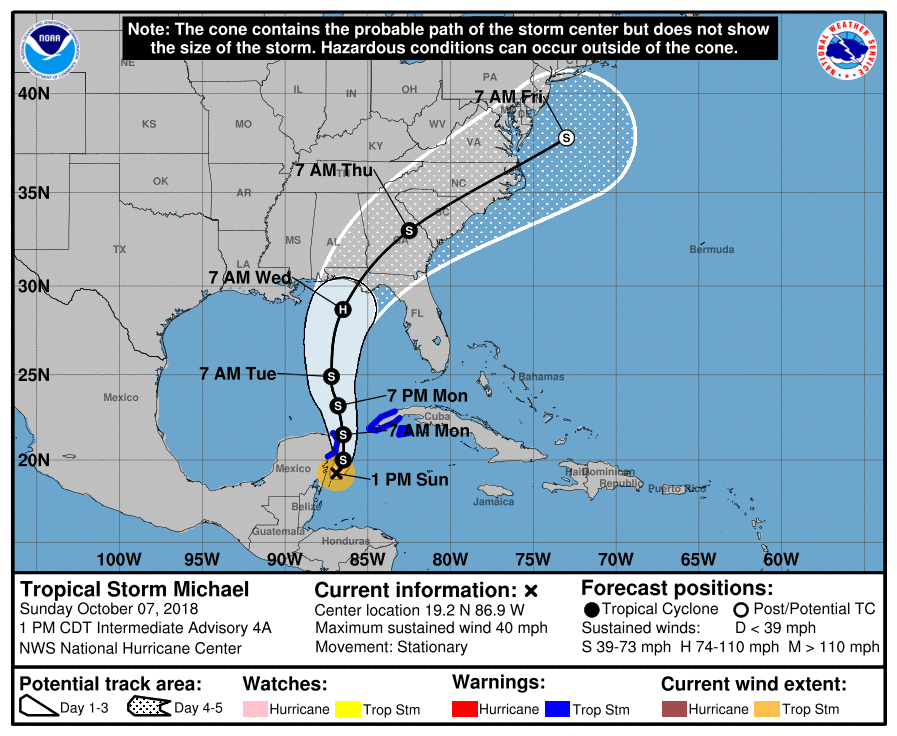 Note: The cone contains the probable path of the storm center but does not show
the size of the storm. Hazardous conditions can occur outside of the cone.
NOAA
NATIONAL WEATHER SERVICE
NE
IL
IN
OH
PA
CT
40N
7 AM Fri
DE
KS
MO
WV
VA
KY
7 AM Thu
TN
OK
AR
NC
35N
SC
MS
AL
GA
S
S
TX
LA
Bermuda
7 AM Wed
30N
H
FL
25N
7 AM Tue
S
Bahamas
Mexico
7 PM Mon
S
Cuba
7 AM Mon
S
20N
S
Mexico
1 PM Sun
Haiti
Dominican
Republic
Puerto Rico
Jamaica
Belize
Guatemala
Honduras
100W 95W 90W 85W 80W 75W 70W 65W 60W
Tropical Storm Michael
Sunday October 07, 2018
1 PM CDT Intermediate Advisory 4A
NWS National Hurricane Center
Current information: x
Center location 19.2 N 86.9 W
Maximum sustained wind 40 mph
Movement: Stationary
Forecast positions:
Tropical Cyclone Post/Potential TC
Sustained winds: D < 39 mph
S 39-73 mph H 74-110 mph M > 110 mph
Potential track area:
Day 1-3 Day 4-5
Watches:
Hurricane Trop Stm
Warnings:
Hurricane Trop Stm
Current wind extent:
Hurricane Trop Stm